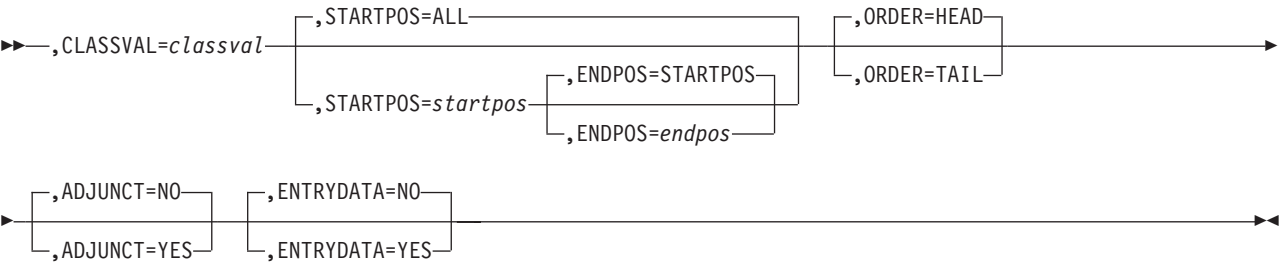 ,STARTPOS=ALL
,ORDER=HEAD
,CLASSVAL=classval
,ENDPOS=STARTPOS
,ORDER=TAIL
,STARTPOS=startpos
,ENDPOS=endpos
,ADJUNCT=NO
,ENTRYDATA=NO
,ADJUNCT=YES
,ENTRYDATA=YES